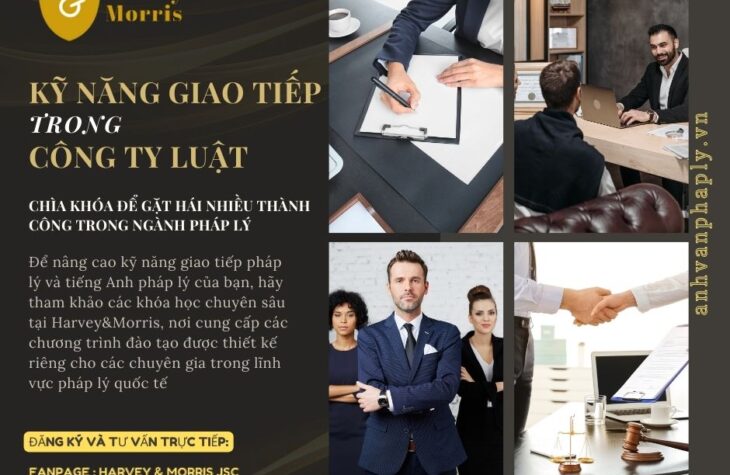 &
Morris
KỸ NĂNG GIAO TIẾP
TRONG
CÔNG TY LUẬT
CHÌA KHÓA ĐỂ GẶT HÁI NHIỀU THÀNH
CÔNG TRONG NGÀNH PHÁP LÝ
Để nâng cao kỹ năng giao tiếp pháp
lý và tiếng Anh pháp lý của bạn, hãy
tham khảo các khóa học chuyên sâu
tại Harvey&Morris, nơi cung cấp các
chương trình đào tạo được thiết kế
riêng cho các chuyên gia trong lĩnh
vực pháp lý quốc tế
ĐĂNG KÝ VÀ TƯ VẤN TRỰC TIẾP:
FANPAGE : HARVEY & MORRIS JSC
anhvanphaply.vn